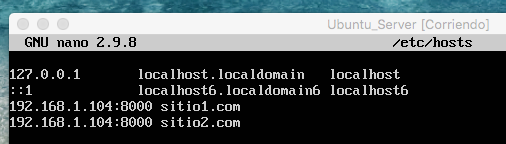 Ubuntu_Server [Corriendo]
GNU nano 2.9.8 /etc/hosts
127.0.0.1 localhost.localdomain localhost
::1 localhost6.localdomain6 localhost6
192.168.1.104:8000 sitio1.com
192.168.1.104:8000 sitio2.com